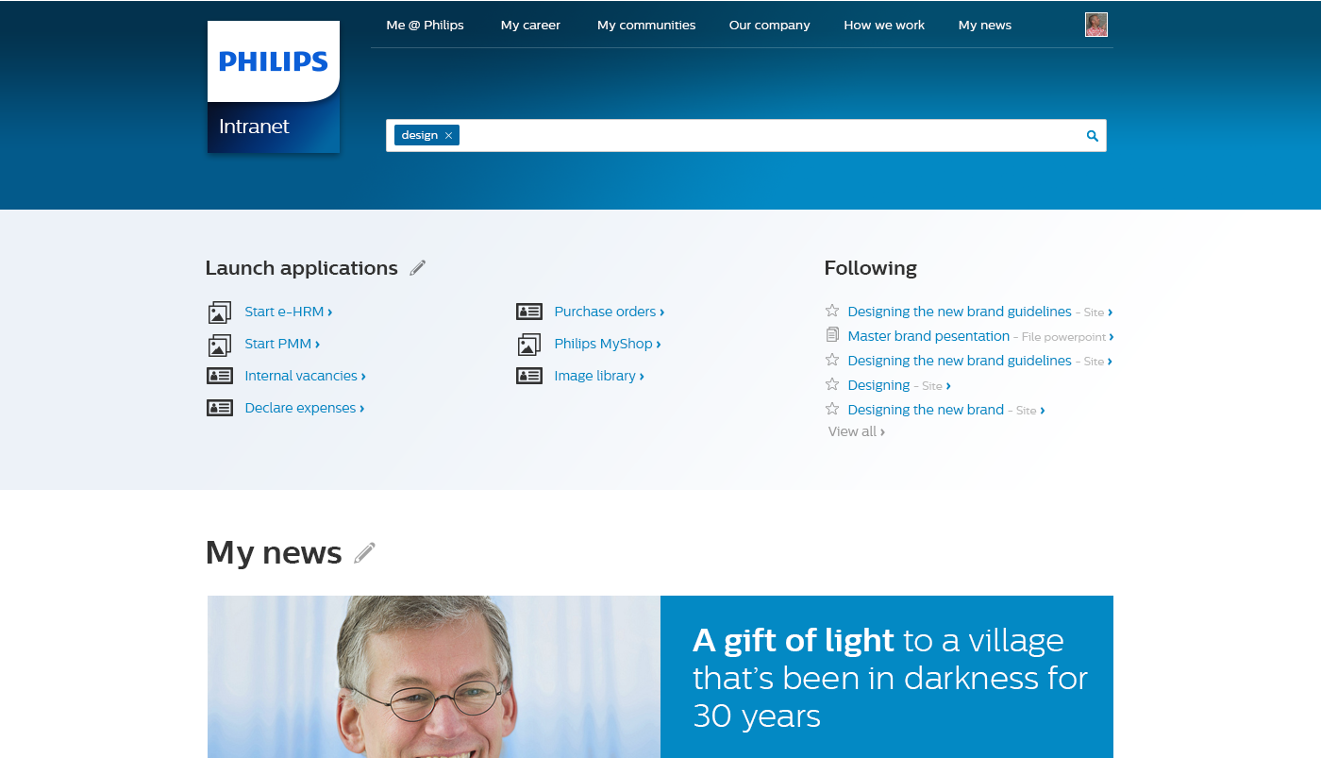 Me @ Philips My career My communities Our company How we work My news
PHILIPS
Intranet
design ×
Launch applications
Start e-HRM ›
Start PMM ›
Internal vacancies ›
Declare expenses ›
Purchase orders ›
Philips MyShop ›
Image library ›
Following
Designing the new brand guidelines - Site ›
Master brand pesentation - File powerpoint ›
Designing the new brand guidelines - Site ›
Designing - Site ›
Designing the new brand - Site ›
View all ›
My news
A gift of light to a village
that’s been in darkness for
30 years